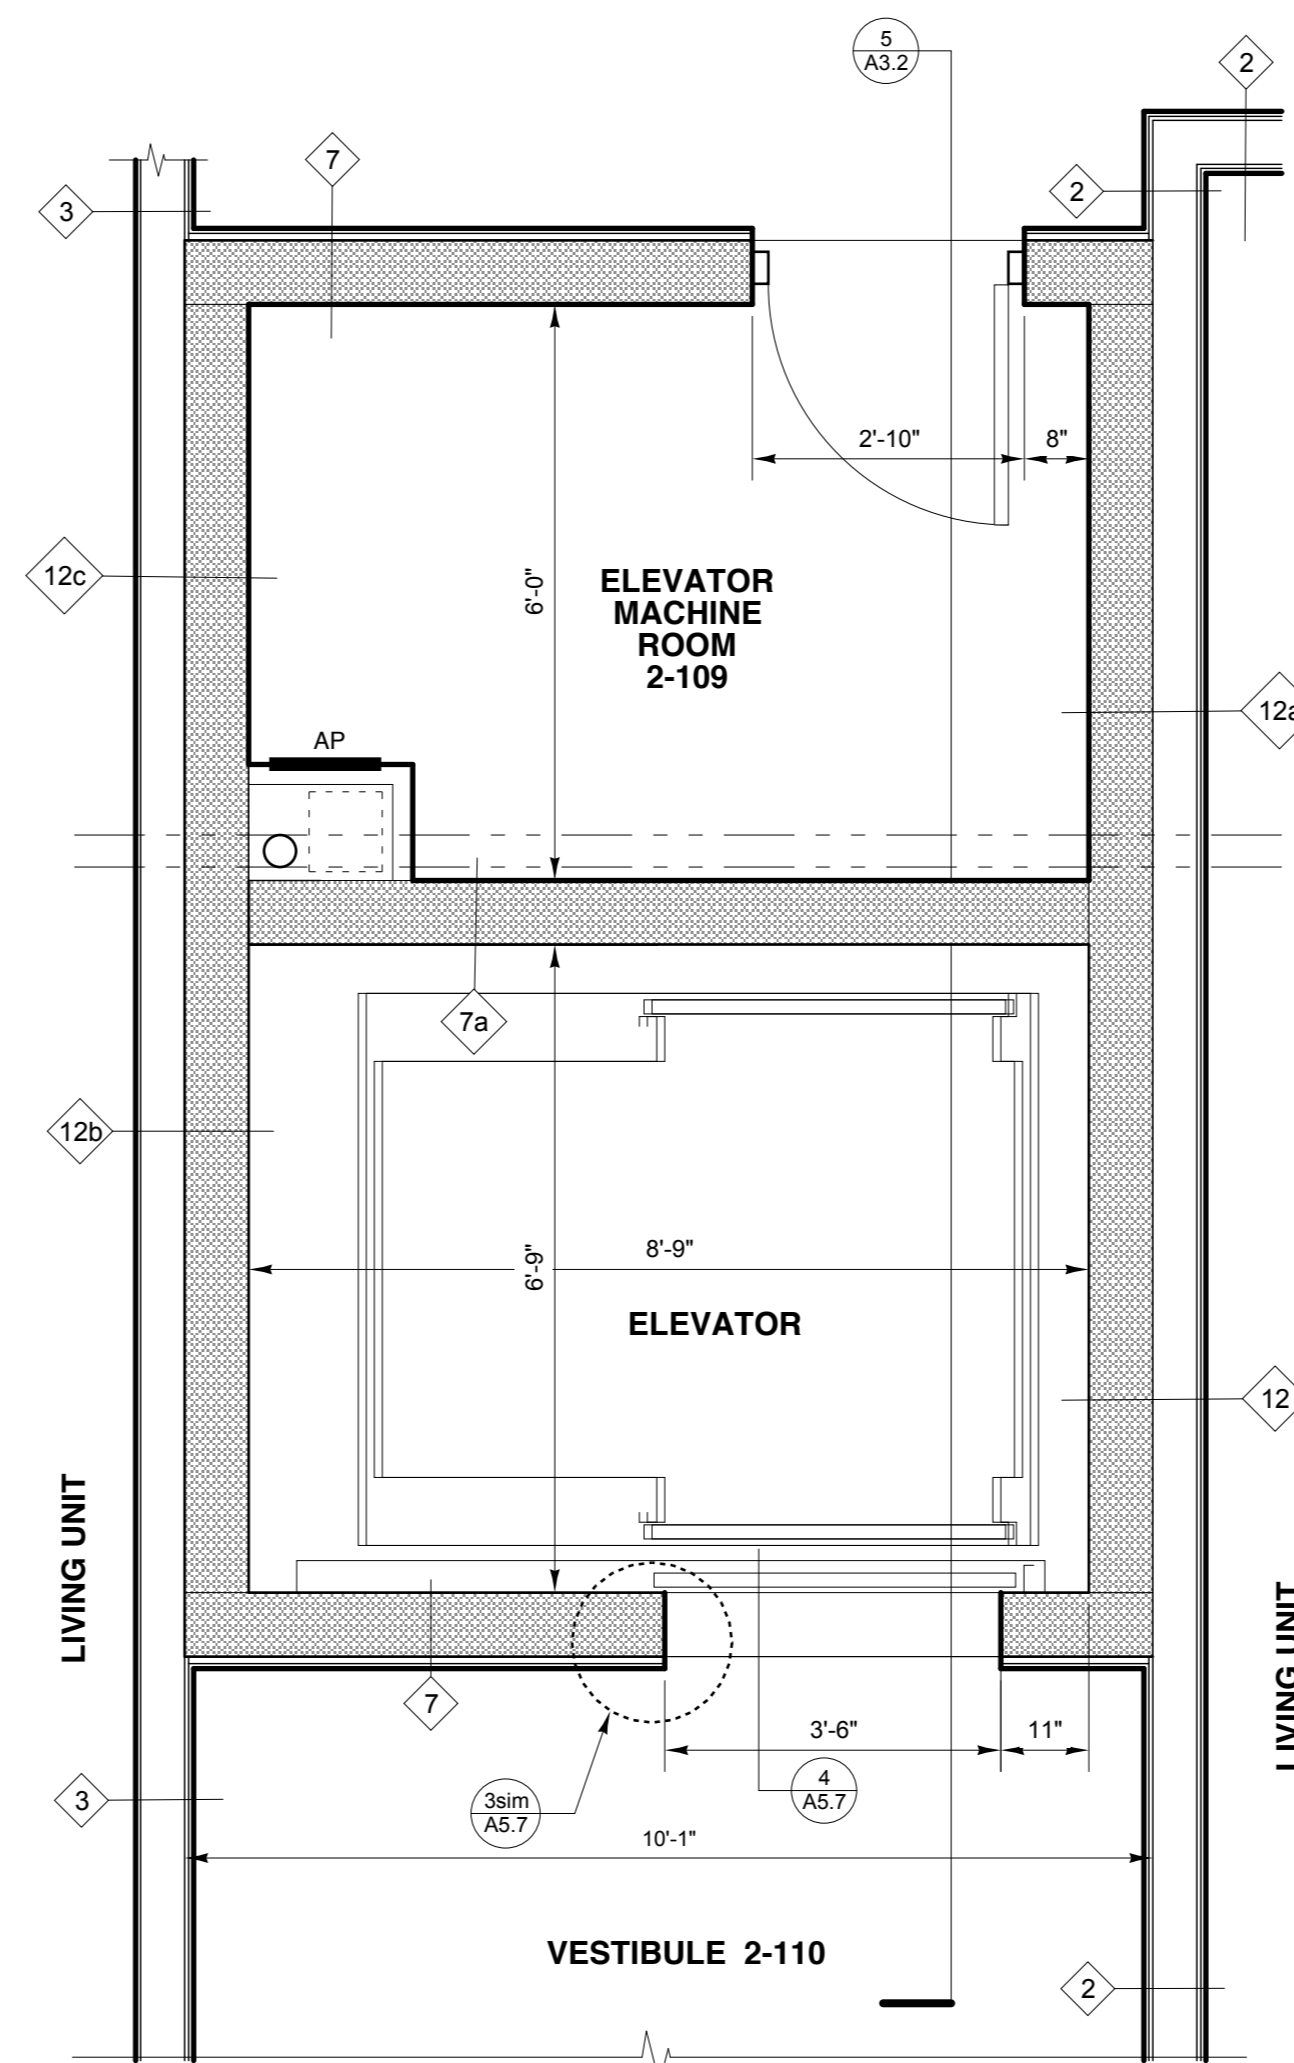 5
A3.2
2
7
2
3
2'-10"
8"
12c
6'-0"
ELEVATOR
MACHINE
ROOM
2-109
12a
AP
7a
12b
8'-9"
6'-9"
ELEVATOR
12
LIVING UNIT
LIVING UNIT
7
3'-6"
11"
3
3sim
A5.7
4
A5.7
10'-1"
VESTIBULE 2-110
2